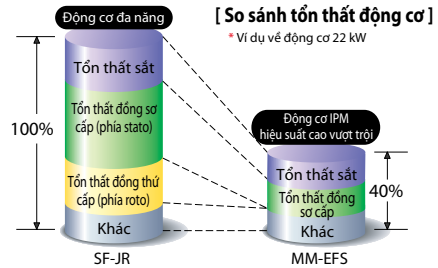 [ So sánh tổn thất động cơ ]
* Ví dụ về động cơ 22 kW
Động cơ đa năng
Tổn thất sắt
Tổn thất đồng sơ
cấp (phía stato)
Tổn thất đồng thứ
cấp (phía roto)
Khác
100%
SF-JR
Động cơ IPM
hiệu suất cao vượt trội
Tổn thất sắt
Tổn thất đồng
sơ cấp
Khác
40%
MM-EFS